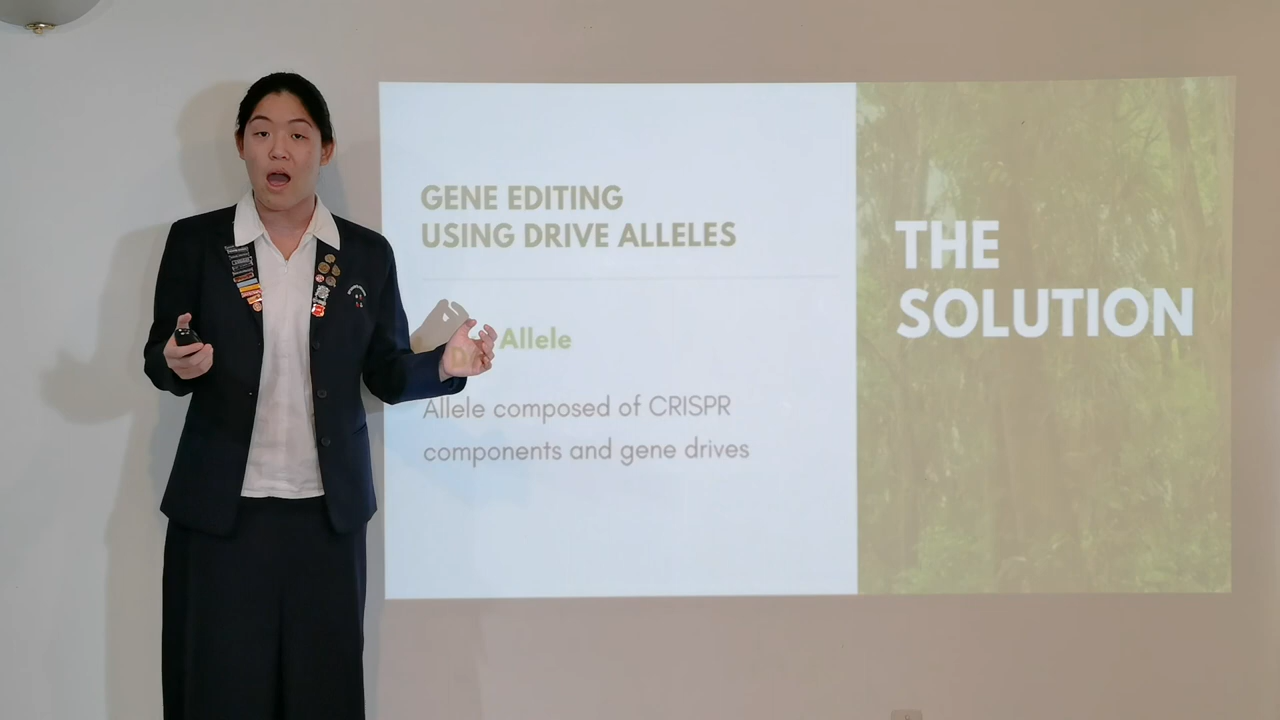 GENE EDITING
USING DRIVE ALLELES
Allele
Allele composed of CRISPR
components and gene drives
THE
SOLUTION